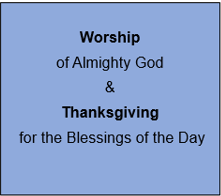 Worship
of Almighty God
&
Thanksgiving
for the Blessings of the Day